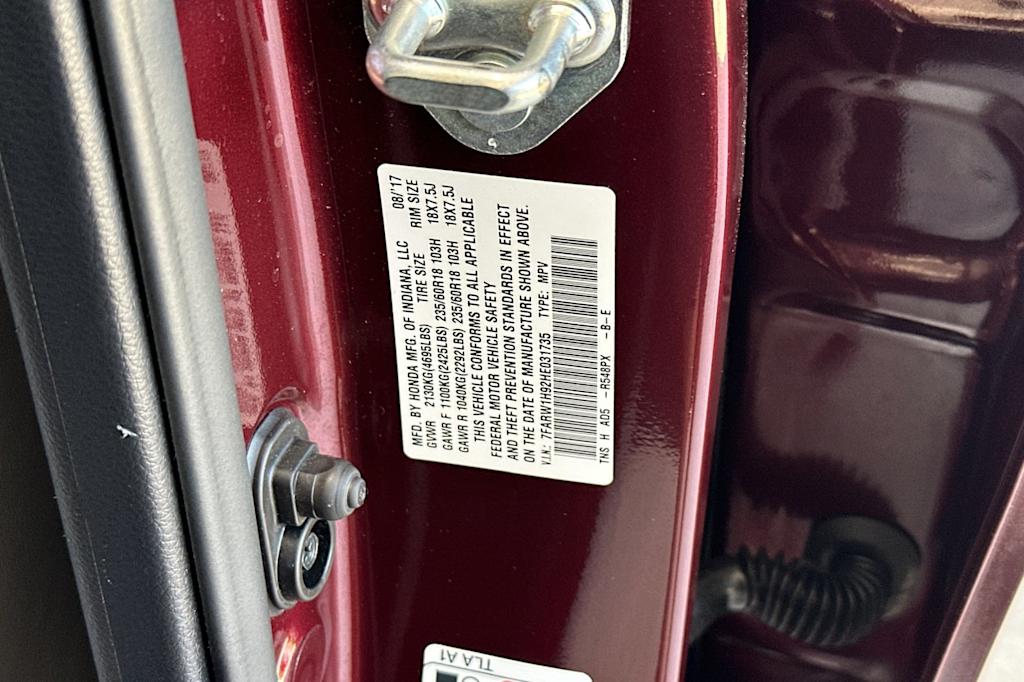 MFD. BY HONDA MFG. OF INDIANA, LLC 08/'17
GVWR 2130KG(4695LBS) TIRE SIZE RIM SIZE
GAWR F 1100KG(2425LBS) 235/60R18 103H 18X7.5J
GAWR R 1040KG(2292LBS) 235/60R18 103H 18X7.5J
THIS VEHICLE CONFORMS TO ALL APPLICABLE
FEDERAL MOTOR VEHICLE SAFETY
AND THEFT PREVENTION STANDARDS IN EFFECT
ON THE DATE OF MANUFACTURE SHOWN ABOVE.
V.I.N.: 7FARW1H92HE031735 TYPE: MPV
TNS H AD5 -R548PX -B-E
TLA A1